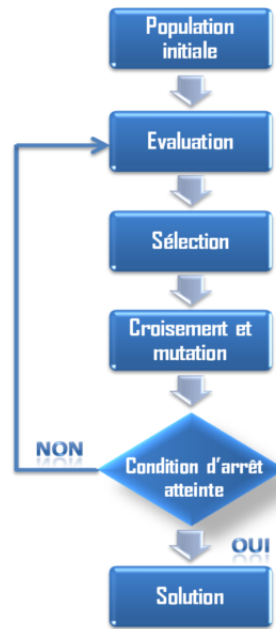 Population
initiale
Evaluation
Sélection
Croisement et
mutation
NON
Condition d'arrêt
atteinte
OUI
Solution